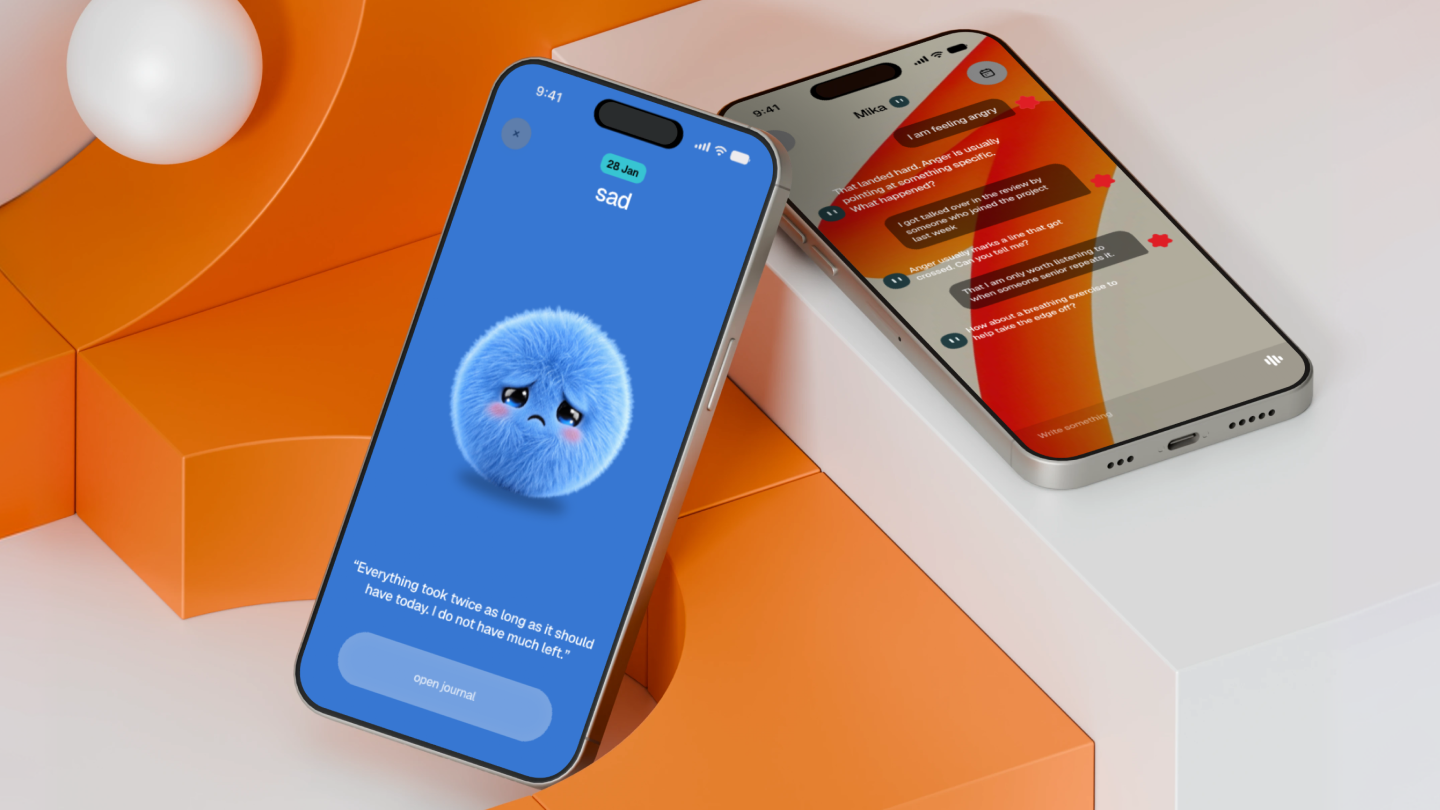 9:41
28 Jan
sad
“Everything took twice as long as it should
have today. I do not have much left.”
open journal
9:41
Mika
I am feeling angry
That landed hard. Anger is usually
pointing at something specific.
What happened?
I got talked over in the review by
someone who joined the project
last week
Anger usually marks a line that got
crossed. Can you tell me?
That I am only worth listening to
when someone senior repeats it.
How about a breathing exercise to
help take the edge off?
Write something